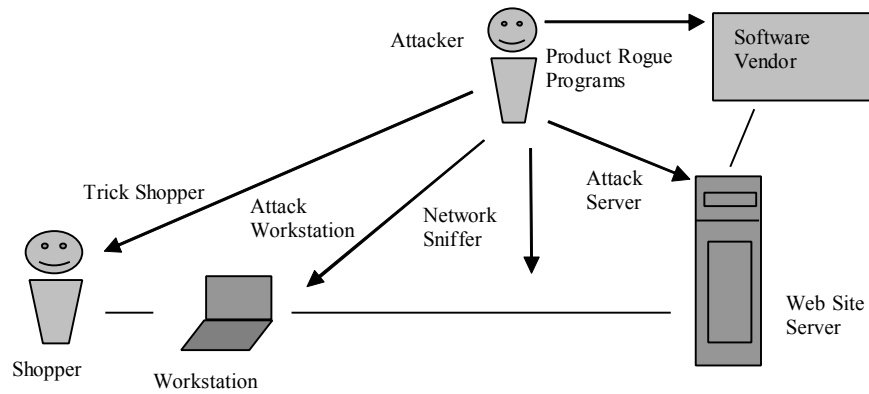 Attacker
Product Rogue
Programs
Software
Vendor
Trick Shopper
Attack
Workstation
Network
Sniffer
Attack
Server
Web Site
Server
Shopper
Workstation